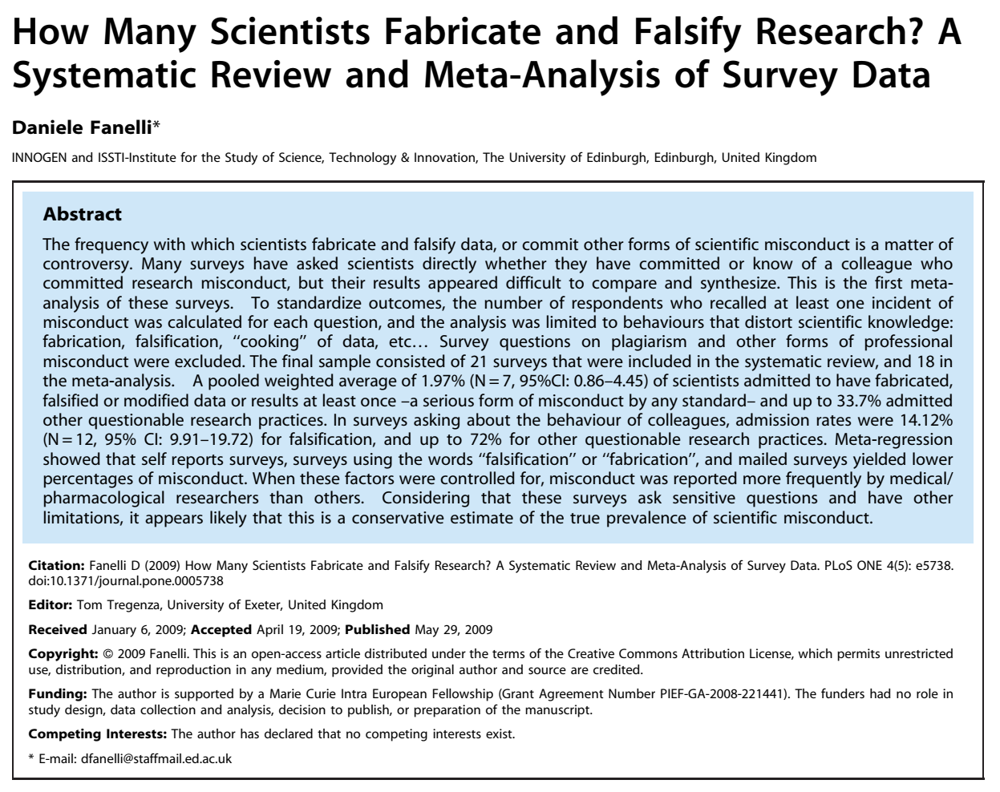 How Many Scientists Fabricate and Falsify Research? A
Systematic Review and Meta-Analysis of Survey Data
Daniele Fanelli*
INNOGEN and ISSTI-Institute for the Study of Science, Technology & Innovation, The University of Edinburgh, Edinburgh, United Kingdom
Abstract
The frequency with which scientists fabricate and falsify data, or commit other forms of scientific misconduct is a matter of
controversy. Many surveys have asked scientists directly whether they have committed or know of a colleague who
committed research misconduct, but their results appeared difficult to compare and synthesize. This is the first meta-
analysis of these surveys. To standardize outcomes, the number of respondents who recalled at least one incident of
misconduct was calculated for each question, and the analysis was limited to behaviours that distort scientific knowledge:
fabrication, falsification, ‘‘cooking’’ of data, etc… Survey questions on plagiarism and other forms of professional
misconduct were excluded. The final sample consisted of 21 surveys that were included in the systematic review, and 18 in
the meta-analysis. A pooled weighted average of 1.97% (N = 7, 95%CI: 0.86–4.45) of scientists admitted to have fabricated,
falsified or modified data or results at least once –a serious form of misconduct by any standard– and up to 33.7% admitted
other questionable research practices. In surveys asking about the behaviour of colleagues, admission rates were 14.12%
(N = 12, 95% CI: 9.91–19.72) for falsification, and up to 72% for other questionable research practices. Meta-regression
showed that self reports surveys, surveys using the words ‘‘falsification’’ or ‘‘fabrication’’, and mailed surveys yielded lower
percentages of misconduct. When these factors were controlled for, misconduct was reported more frequently by medical/
pharmacological researchers than others. Considering that these surveys ask sensitive questions and have other
limitations, it appears likely that this is a conservative estimate of the true prevalence of scientific misconduct.
Citation: Fanelli D (2009) How Many Scientists Fabricate and Falsify Research? A Systematic Review and Meta-Analysis of Survey Data. PLoS ONE 4(5): e5738.
doi:10.1371/journal.pone.0005738
Editor: Tom Tregenza, University of Exeter, United Kingdom
Received January 6, 2009; Accepted April 19, 2009; Published May 29, 2009
Copyright: © 2009 Fanelli. This is an open-access article distributed under the terms of the Creative Commons Attribution License, which permits unrestricted
use, distribution, and reproduction in any medium, provided the original author and source are credited.
Funding: The author is supported by a Marie Curie Intra European Fellowship (Grant Agreement Number PIEF-GA-2008-221441). The funders had no role in
study design, data collection and analysis, decision to publish, or preparation of the manuscript.
Competing Interests: The author has declared that no competing interests exist.
* E-mail: dfanelli@staffmail.ed.ac.uk